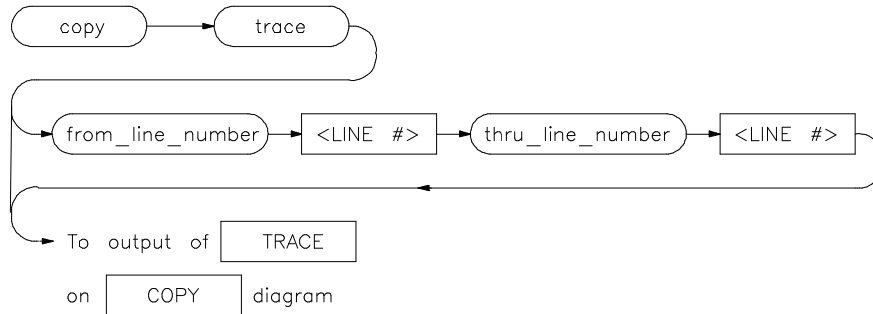 copy trace
from_line_number <LINE #> thru_line_number <LINE #>
To output of TRACE
on COPY diagram